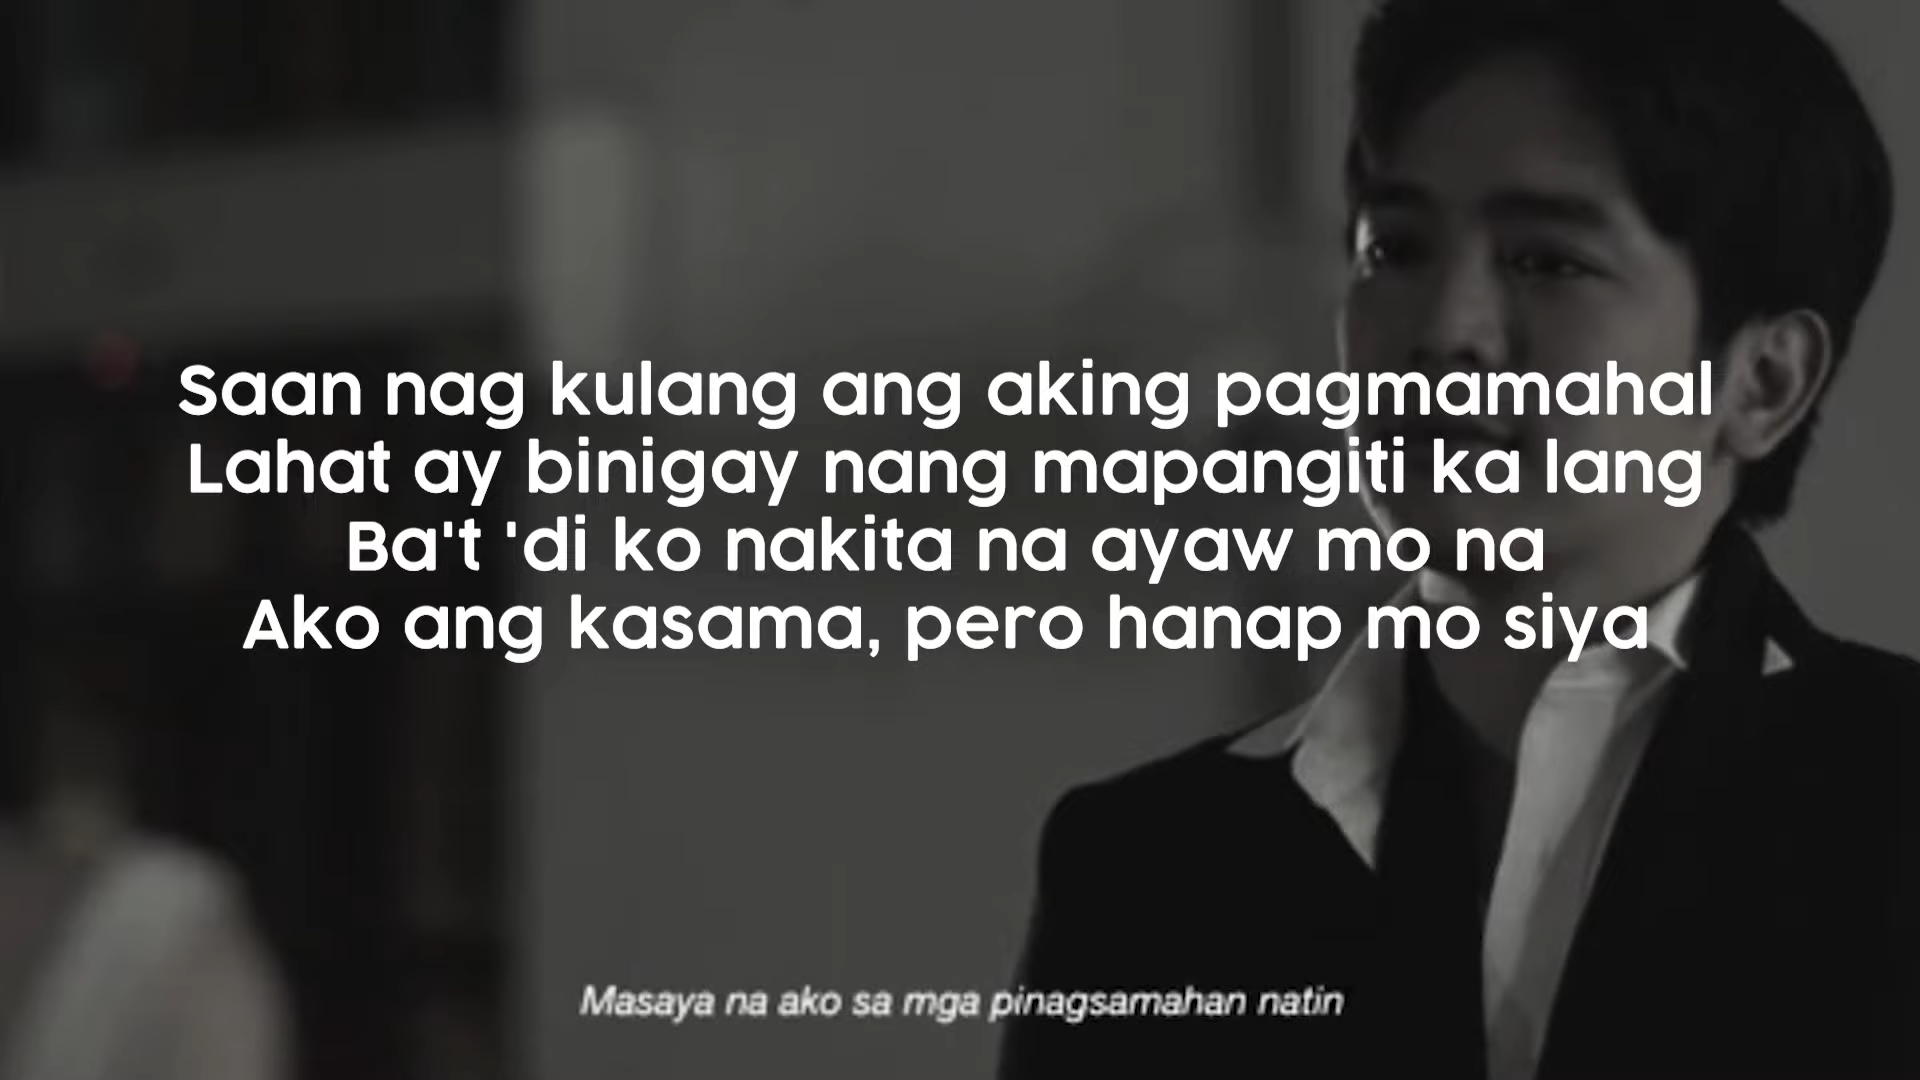 Saan nag kulang ang aking pagmamahal
Lahat ay binigay nang mapangiti ka lang
Ba't 'di ko nakita na ayaw mo na
Ako ang kasama, pero hanap mo siya
Masaya na ako sa mga pinagsamahan natin